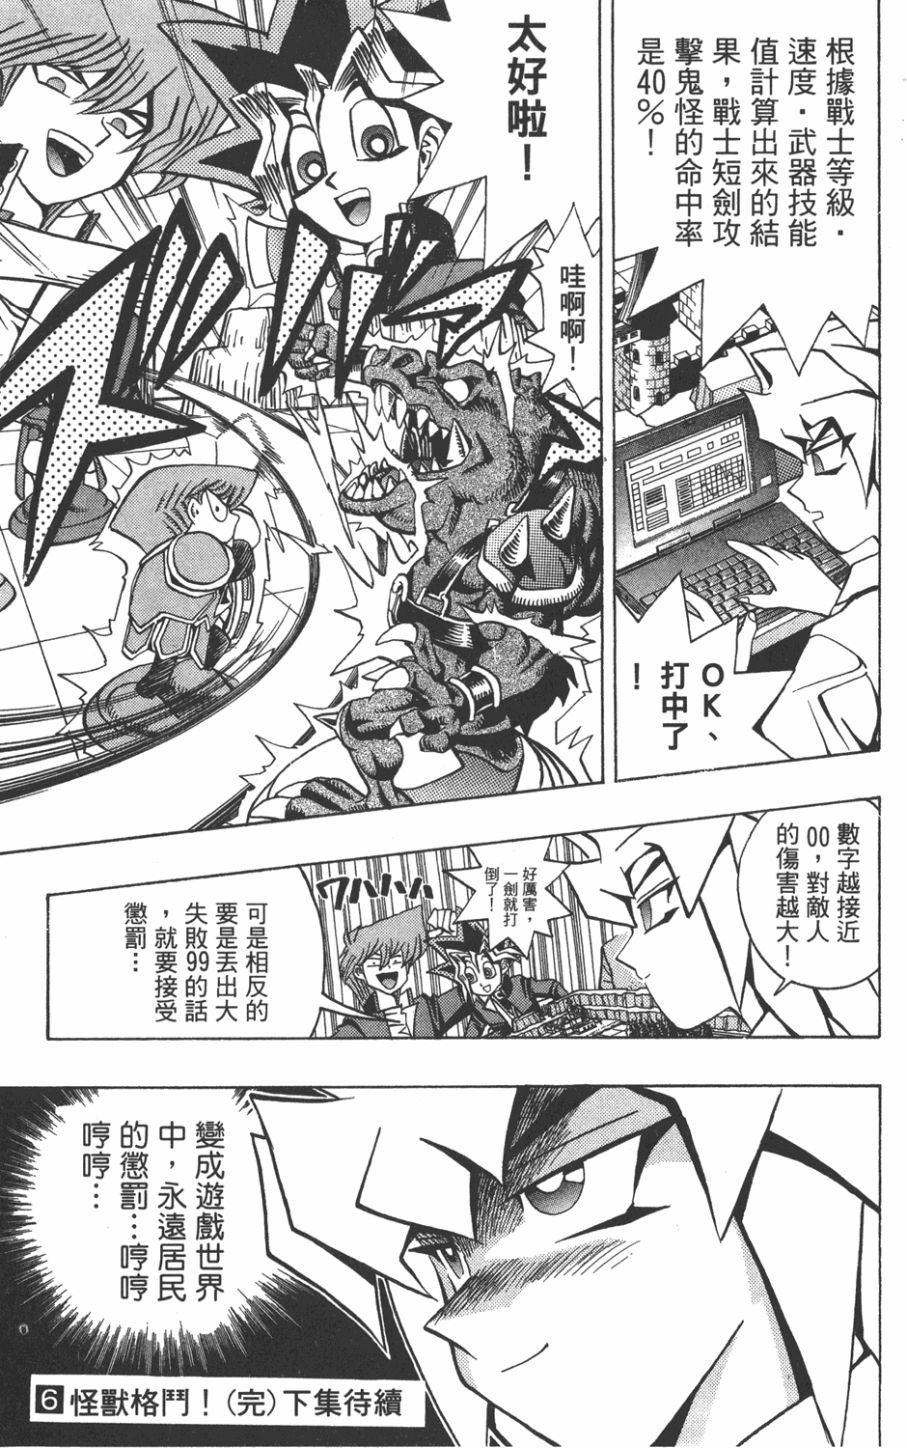 根據戰士等級．
速度．武器技能
值計算出來的結
果，戰士短劍攻
擊鬼怪的命中率
是40％！
OK、
打中了
！
太好啦！
哇啊啊！
ズバッ
數字越接近
00，對敵人
的傷害越大！
好厲害，
一劍就打
倒了！
ワハハハ
可是相反的
要是丟出大
失敗99的話
，就要接受
懲罰…
變成遊戲世界
中，永遠居民
的懲罰…哼哼
哼哼…
6 怪獸格鬥！（完）下集待續